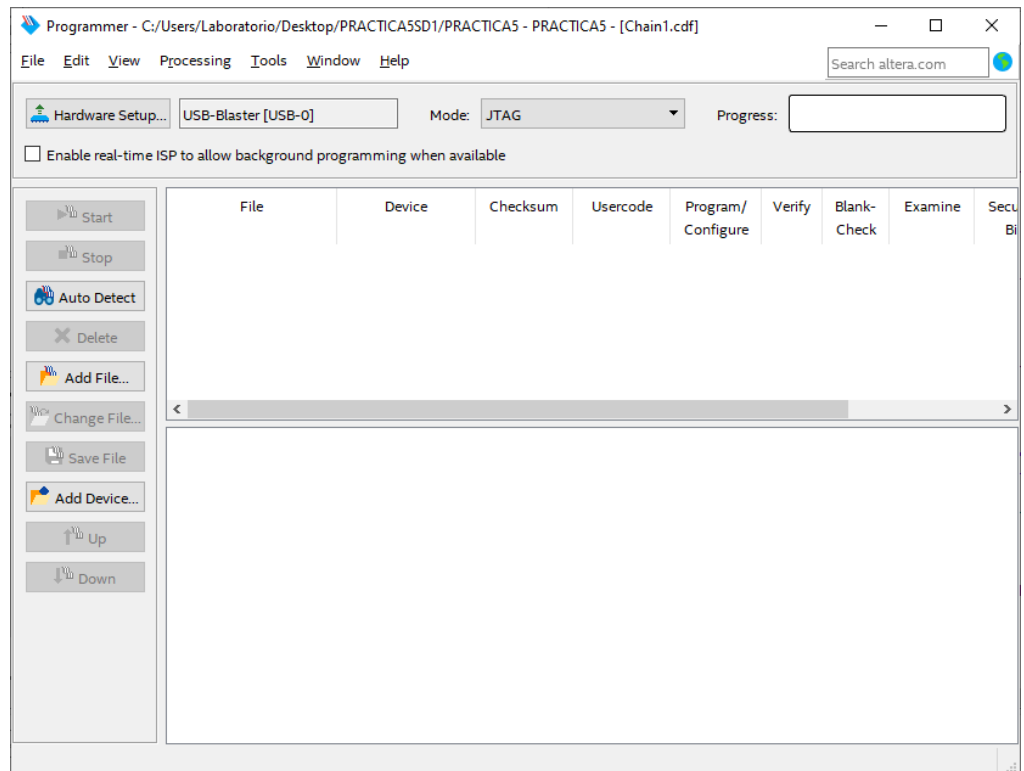 Programmer - C:/Users/Laboratorio/Desktop/PRACTICA5SD1/PRACTICA5 - PRACTICA5 - [Chain1.cdf]
File Edit View Processing Tools Window Help
Search altera.com
Hardware Setup... USB-Blaster [USB-0] Mode: JTAG Progress:
Enable real-time ISP to allow background programming when available
File Device Checksum Usercode Program/ Verify Blank- Examine Secu
Configure Check Bi
Start
Stop
Auto Detect
Delete
Add File...
Change File...
Save File
Add Device...
Up
Down